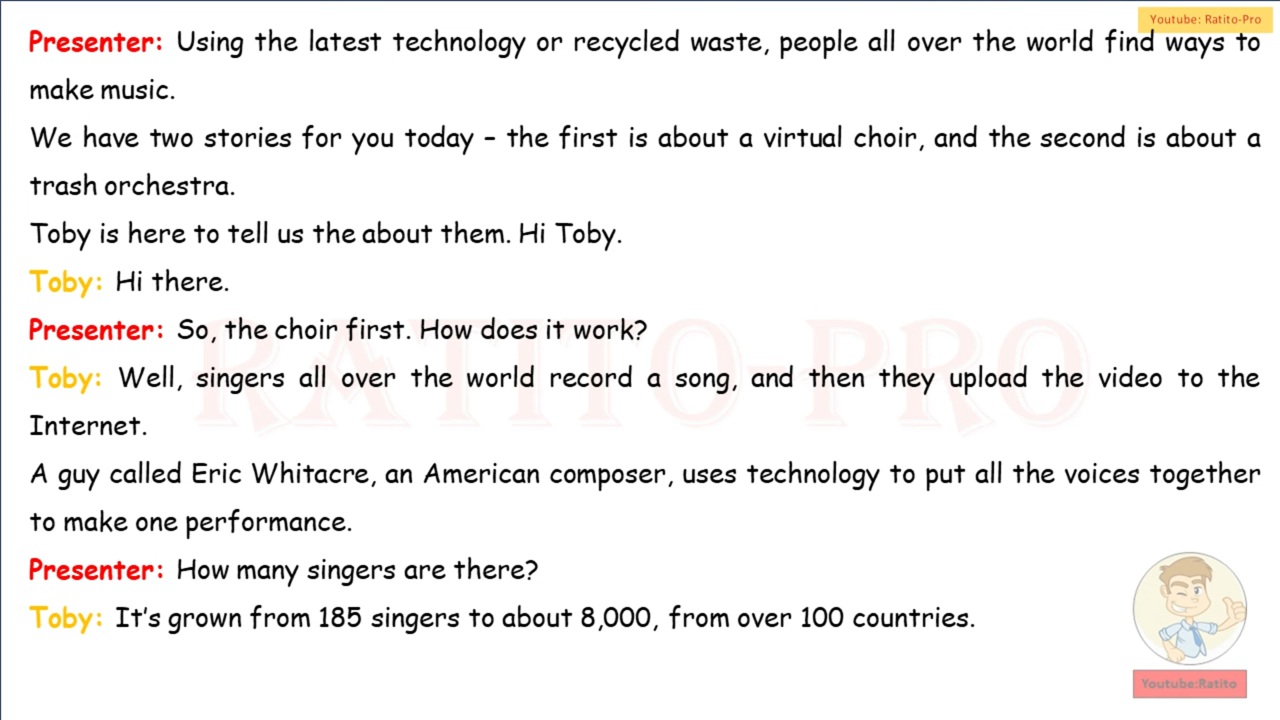 Youtube: Ratito-Pro
Presenter: Using the latest technology or recycled waste, people all over the world find ways to
make music.
We have two stories for you today – the first is about a virtual choir, and the second is about a
trash orchestra.
Toby is here to tell us the about them. Hi Toby.
Toby: Hi there.
Presenter: So, the choir first. How does it work?
Toby: Well, singers all over the world record a song, and then they upload the video to the
Internet.
A guy called Eric Whitacre, an American composer, uses technology to put all the voices together
to make one performance.
Presenter: How many singers are there?
Toby: It's grown from 185 singers to about 8,000, from over 100 countries.
RATITO-PRO
Youtube:Ratito